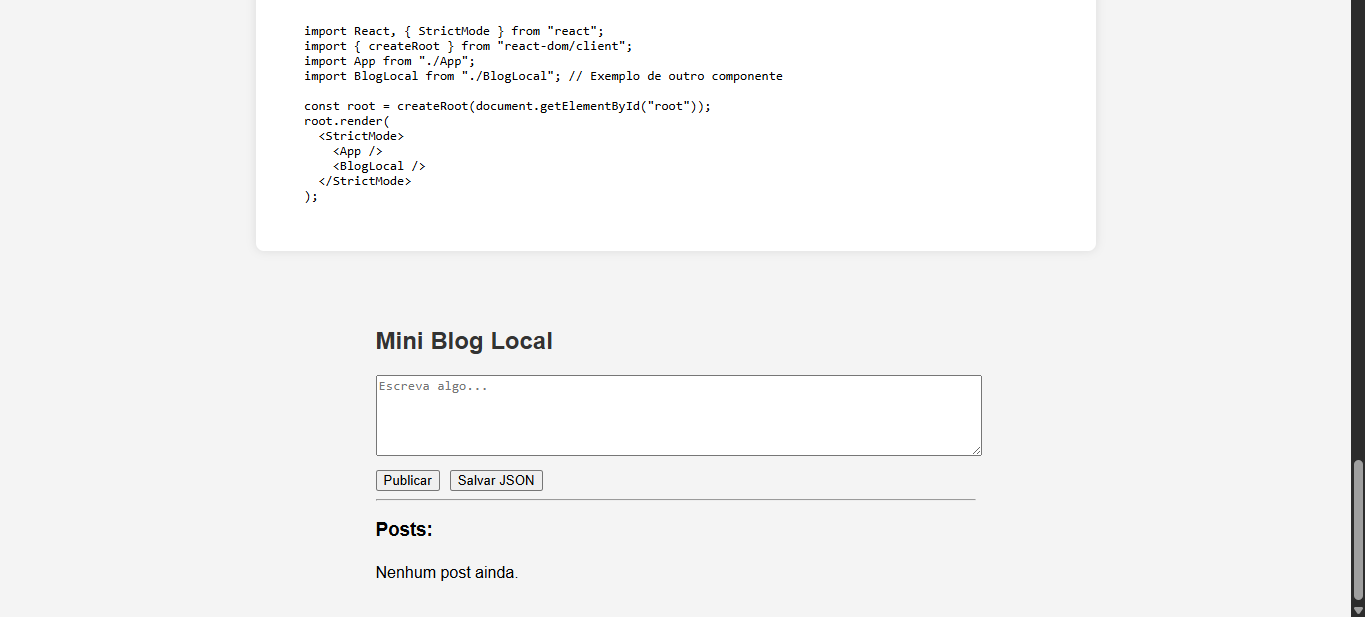 import React, { StrictMode } from "react";
import { createRoot } from "react-dom/client";
import App from "./App";
import BlogLocal from "./BlogLocal"; // Exemplo de outro componente

const root = createRoot(document.getElementById("root"));
root.render(
  <StrictMode>
    <App />
    <BlogLocal />
  </StrictMode>
);

Mini Blog Local
Escreva algo...
Publicar Salvar JSON
Posts:
Nenhum post ainda.